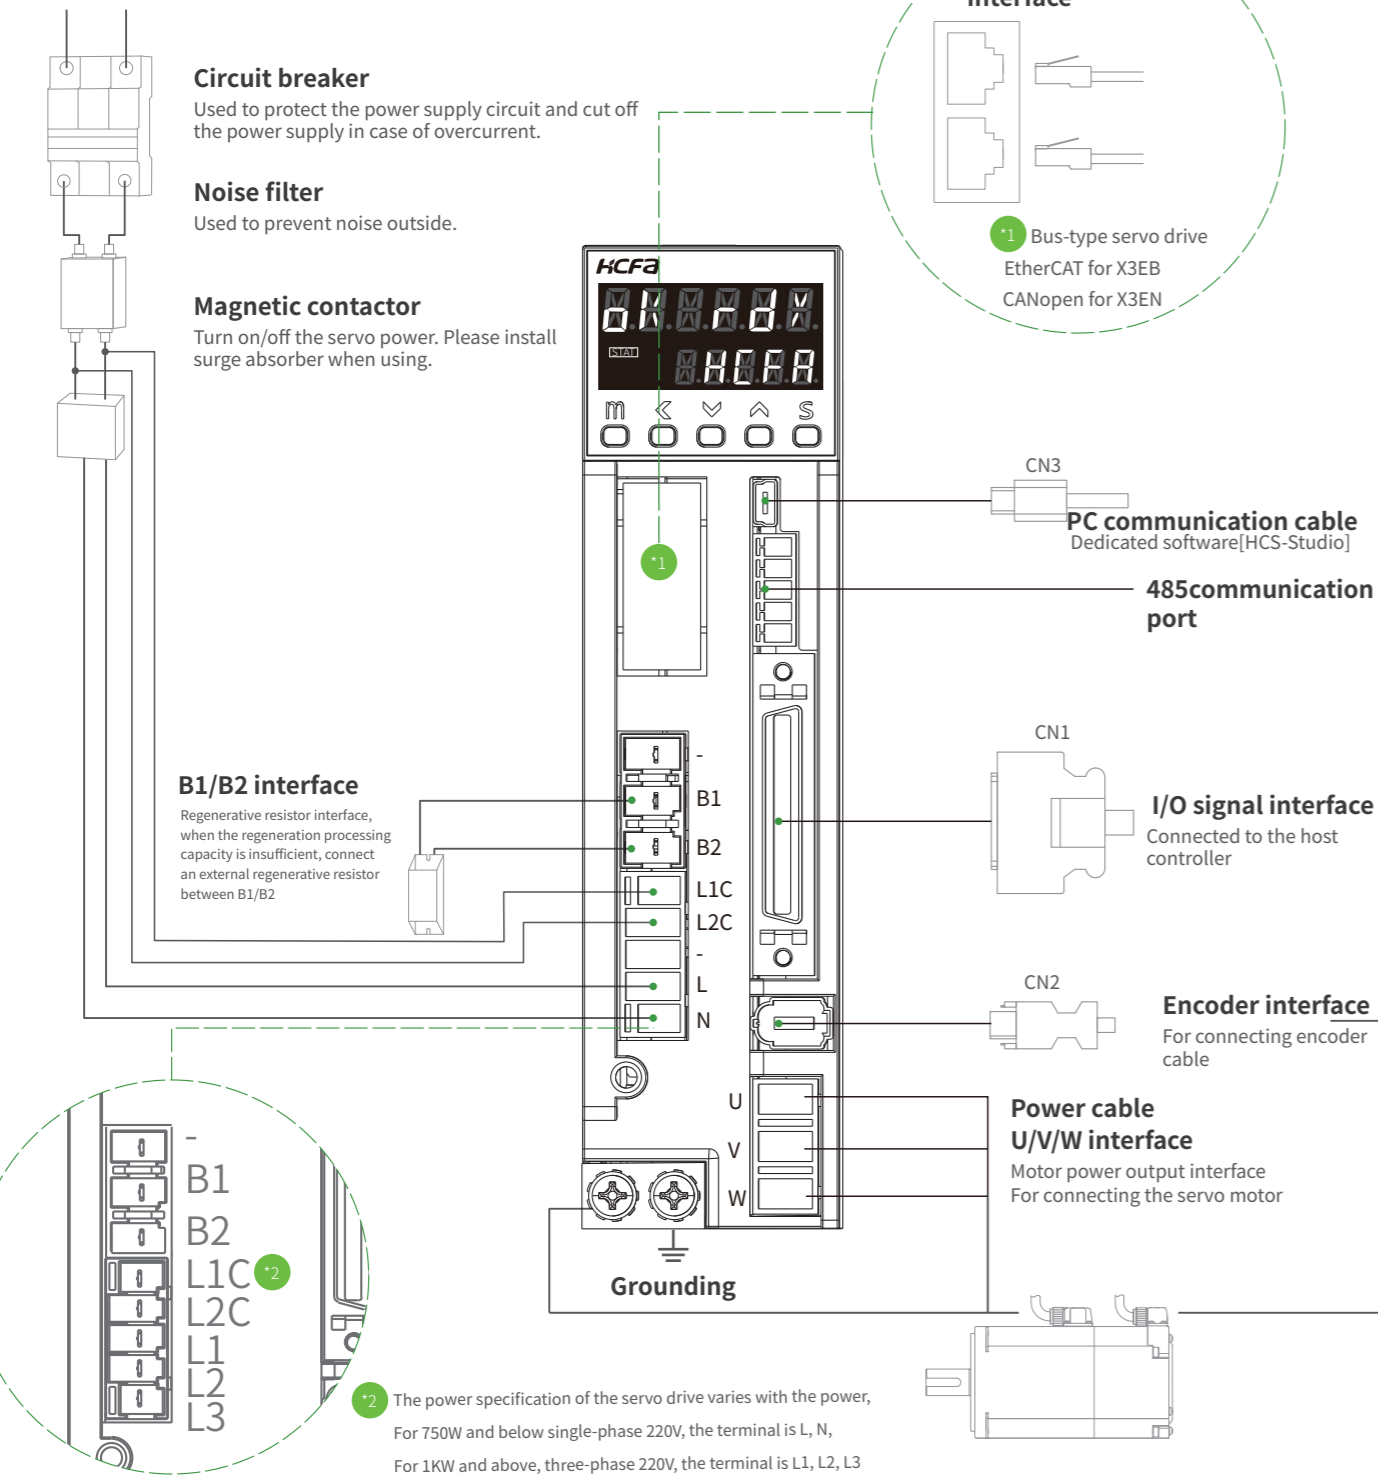 interface
Circuit breaker
Used to protect the power supply circuit and cut off
the power supply in case of overcurrent.
Noise filter
Used to prevent noise outside.
*1 Bus-type servo drive
EtherCAT for X3EB
CANopen for X3EN
Magnetic contactor
Turn on/off the servo power. Please install
surge absorber when using.
HCFa
oK rdY
STAT
HCFA
m < S
CN3
PC communication cable
Dedicated software[HCS-Studio]
*1
485communication
port
CN1
I/O signal interface
Connected to the host
controller
B1/B2 interface
Regenerative resistor interface,
when the regeneration processing
capacity is insufficient, connect
an external regenerative resistor
between B1/B2
-
B1
B2
L1C
L2C
-
L
N
CN2
Encoder interface
For connecting encoder
cable
U
V
W
Power cable
U/V/W interface
Motor power output interface
For connecting the servo motor
Grounding
-
B1
B2
L1C *2
L2C
L1
L2
L3
*2 The power specification of the servo drive varies with the power,
For 750W and below single-phase 220V, the terminal is L, N,
For 1KW and above, three-phase 220V, the terminal is L1, L2, L3